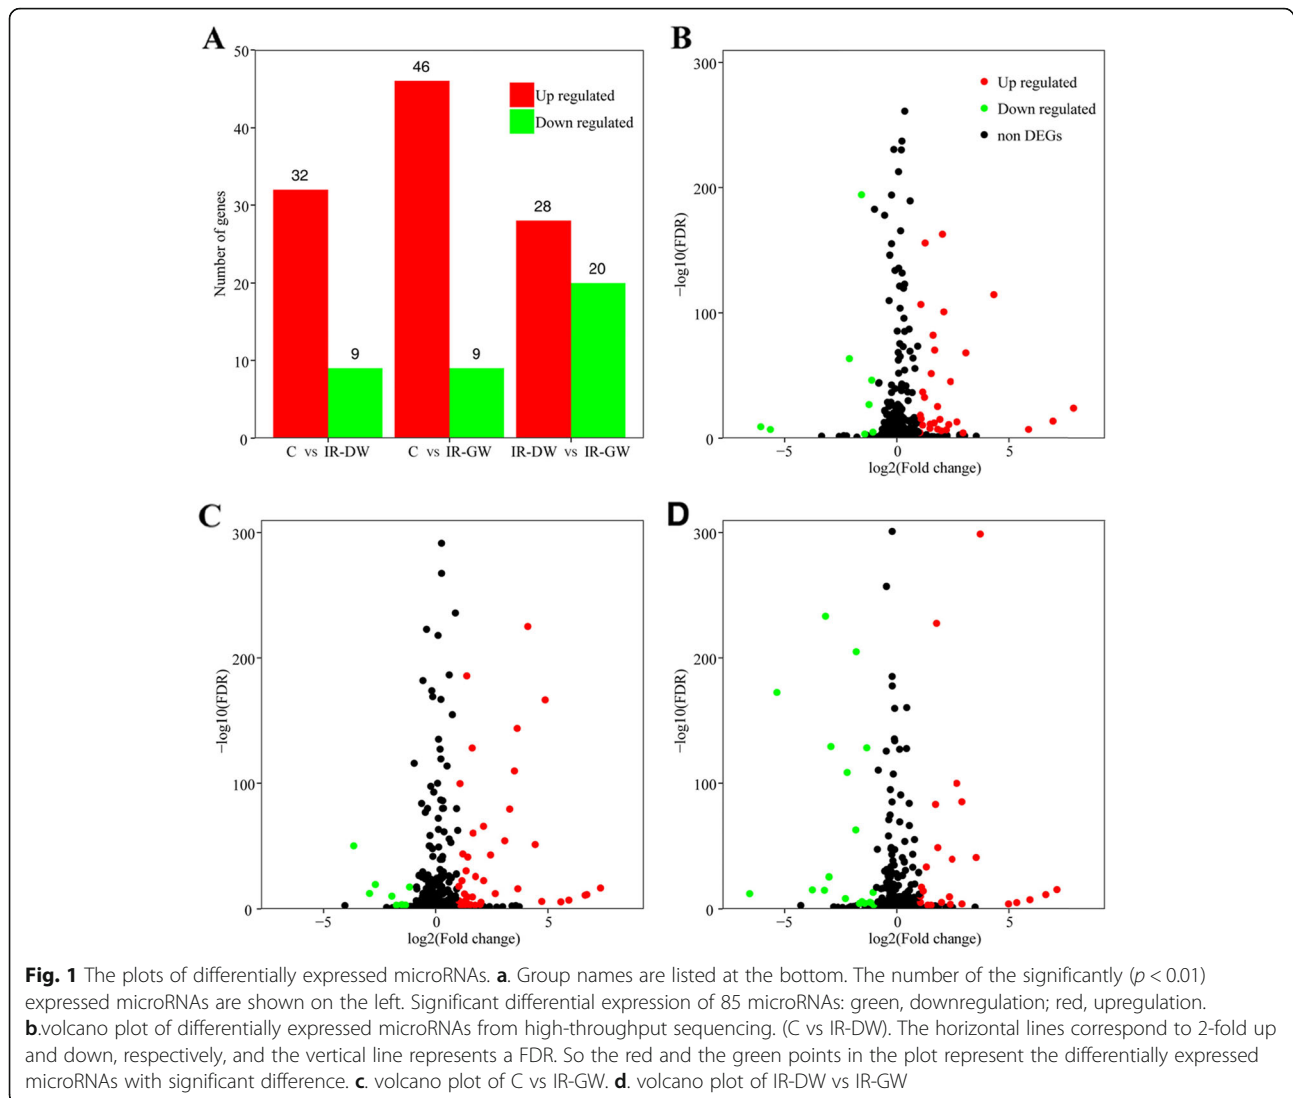 A
50
40
30
20
10
0
Number of genes
32
9
46
9
28
20
Up regulated
Down regulated
C vs IR-DW
C vs IR-GW
IR-DW vs IR-GW
B
300
200
100
0
−log10(FDR)
Up regulated
Down regulated
non DEGs
−5
0
5
log2(Fold change)
C
300
200
100
0
−log10(FDR)
−5
0
5
log2(Fold change)
D
300
200
100
0
−log10(FDR)
−5
0
5
log2(Fold change)
Fig. 1 The plots of differentially expressed microRNAs. a. Group names are listed at the bottom. The number of the significantly (p < 0.01)
expressed microRNAs are shown on the left. Significant differential expression of 85 microRNAs: green, downregulation; red, upregulation.
b.volcano plot of differentially expressed microRNAs from high-throughput sequencing. (C vs IR-DW). The horizontal lines correspond to 2-fold up
and down, respectively, and the vertical line represents a FDR. So the red and the green points in the plot represent the differentially expressed
microRNAs with significant difference. c. volcano plot of C vs IR-GW. d. volcano plot of IR-DW vs IR-GW